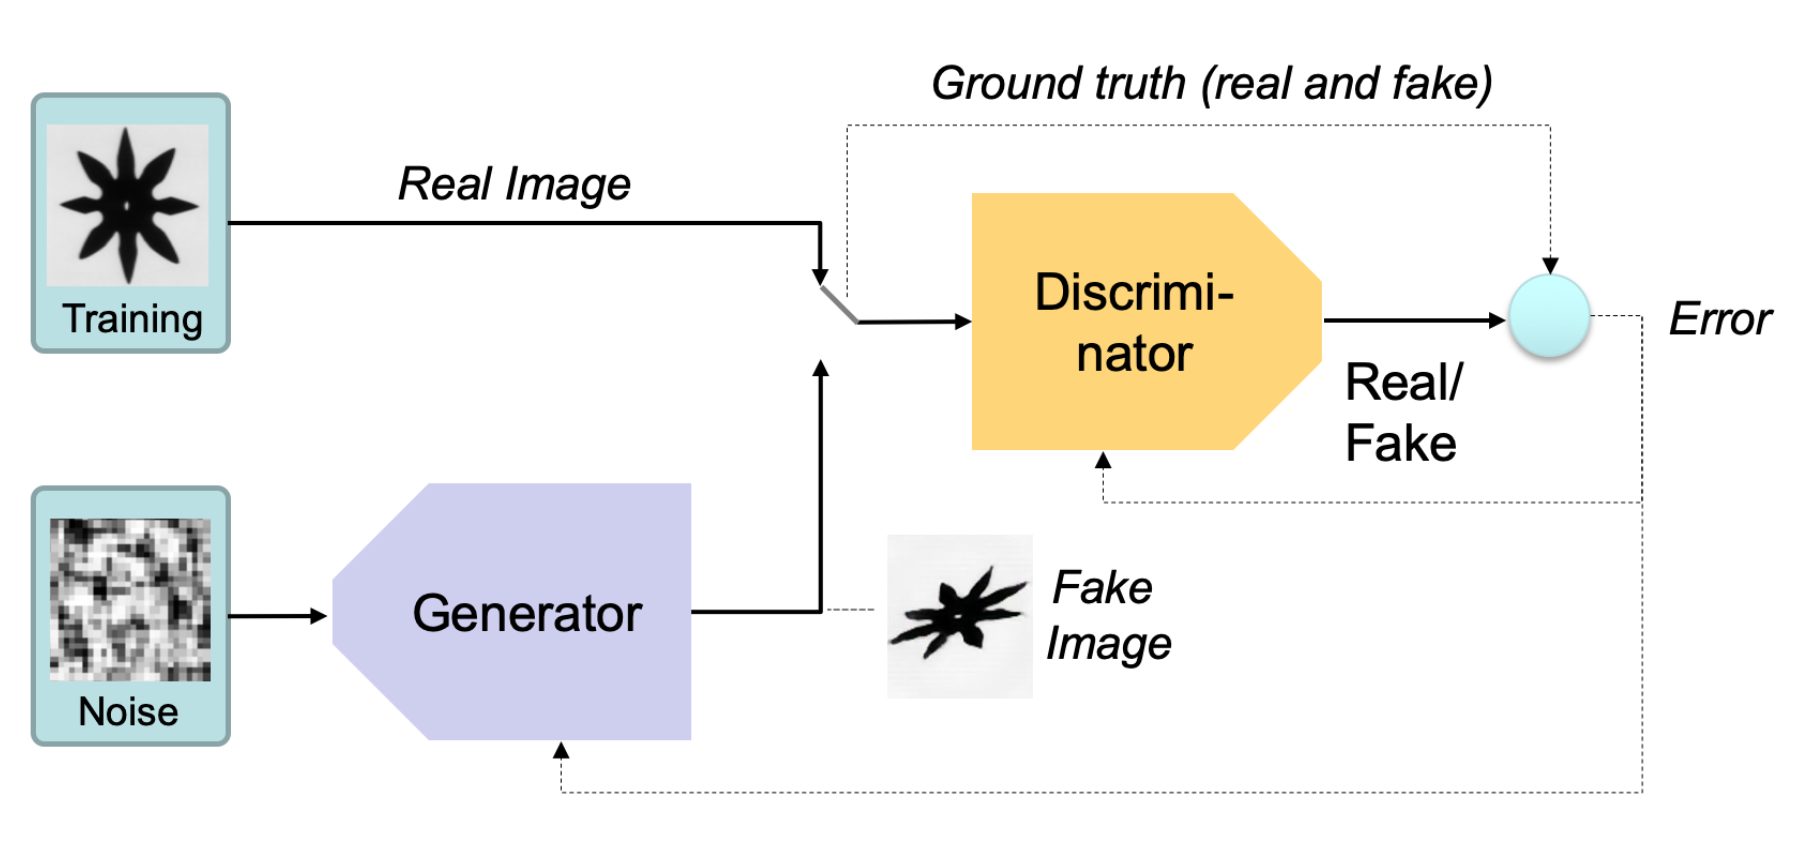 Ground truth (real and fake)
Real Image
Training
Discrimi-
nator
Error
Real/
Fake
Generator
Fake
Image
Noise